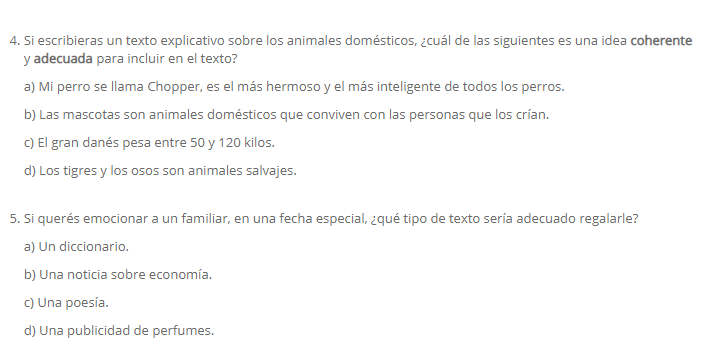 4. Si escribieras un texto explicativo sobre los animales domésticos, ¿cuál de las siguientes es una idea coherente
y adecuada para incluir en el texto?
a) Mi perro se llama Chopper, es el más hermoso y el más inteligente de todos los perros.
b) Las mascotas son animales domésticos que conviven con las personas que los crían.
c) El gran danés pesa entre 50 y 120 kilos.
d) Los tigres y los osos son animales salvajes.
5. Si querés emocionar a un familiar, en una fecha especial, ¿qué tipo de texto sería adecuado regalarle?
a) Un diccionario.
b) Una noticia sobre economía.
c) Una poesía.
d) Una publicidad de perfumes.